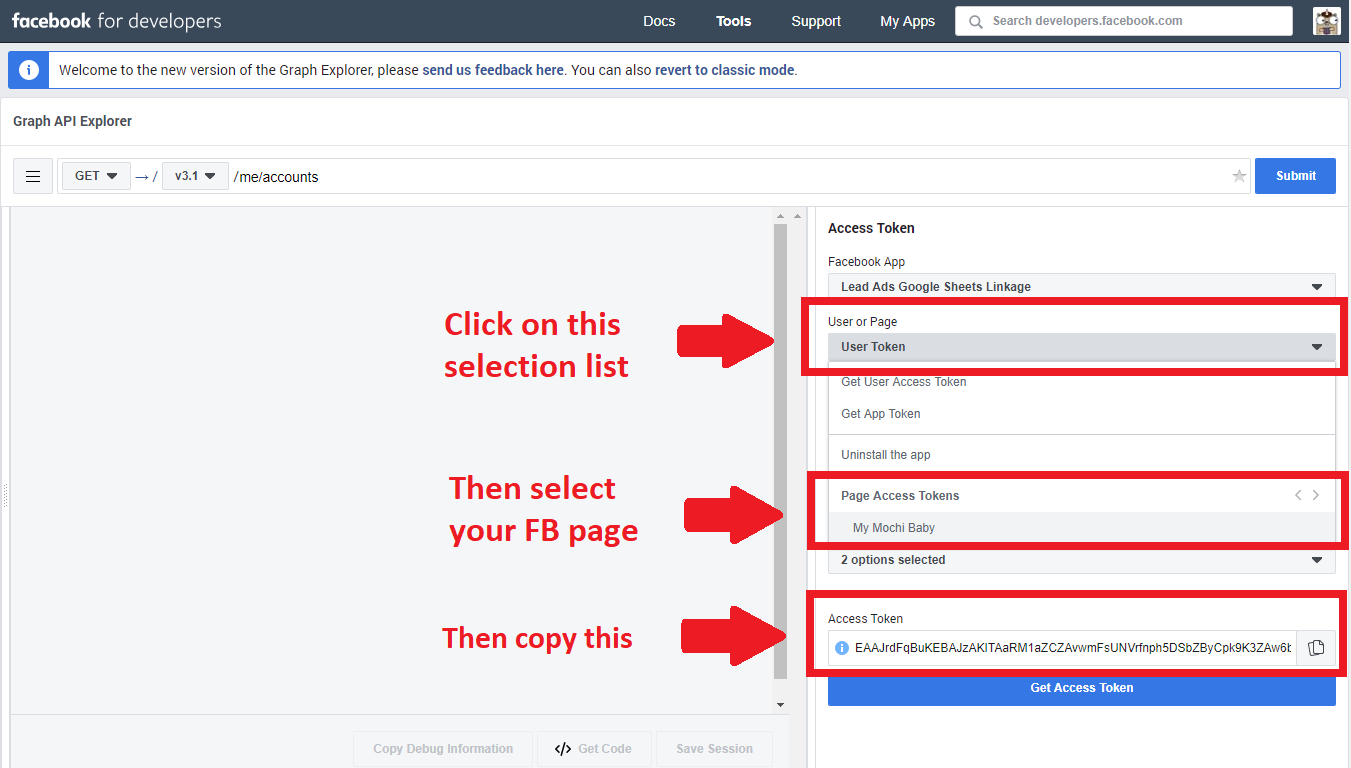 facebook for developers
Docs
Tools
Support
My Apps
Search developers.facebook.com
Welcome to the new version of the Graph Explorer, please send us feedback here. You can also revert to classic mode.
Graph API Explorer
GET
→ /
v3.1
/me/accounts
Submit
Access Token
Facebook App
Lead Ads Google Sheets Linkage
Click on this
selection list
User or Page
User Token
Get User Access Token
Get App Token
Uninstall the app
Then select
your FB page
Page Access Tokens
My Mochi Baby
2 options selected
Then copy this
Access Token
EAAJrdFqBuKEBAJzAKITAaRM1aZCZAvwmFsUNVrfnph5DSbZByCpk9K3ZAw6b
Get Access Token
Copy Debug Information
</> Get Code
Save Session